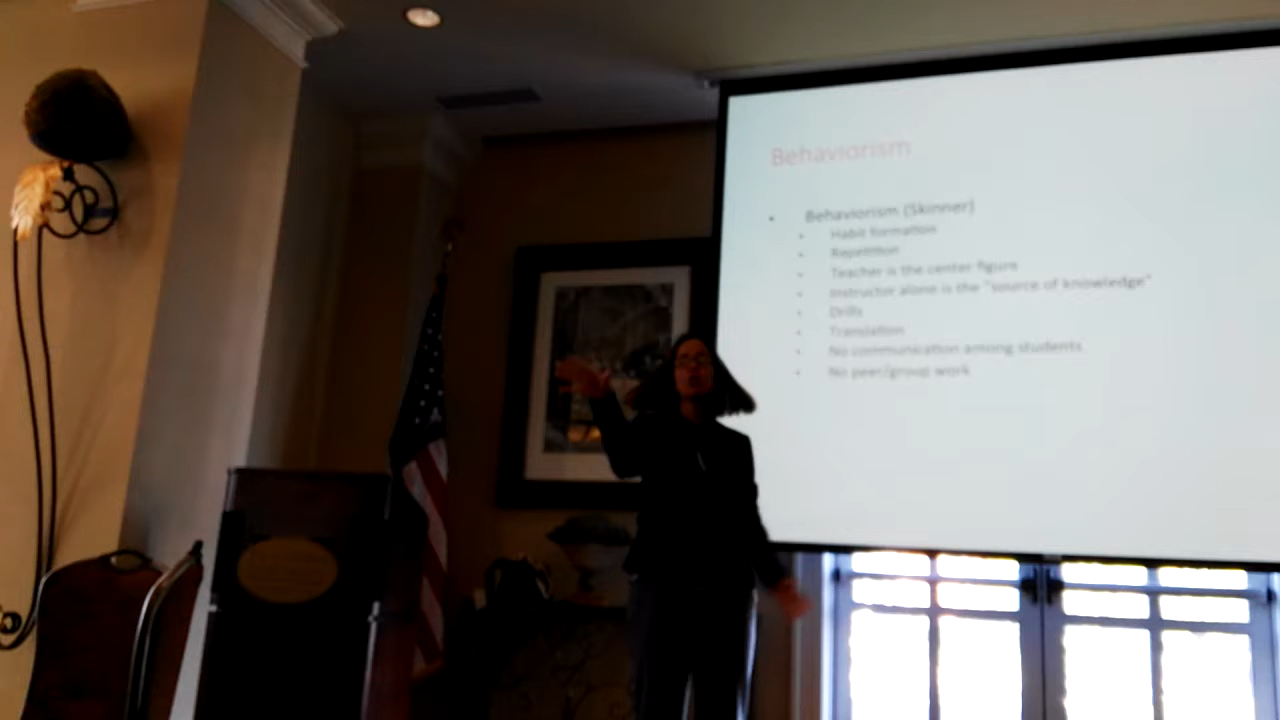 Behaviorism
• Behaviorism (Skinner)
• Habit formation
• Repetition
• Teacher is the center figure
• Instructor alone is the "source of knowledge"
• Drills
• Translation
• No communication among students
• No peer/group work